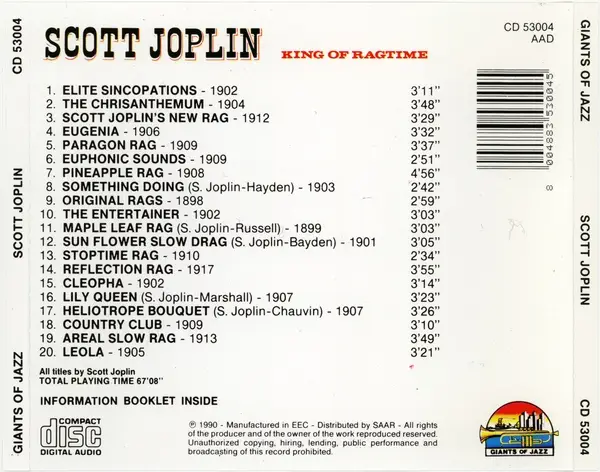 CD 53004
SCOTT JOPLIN
GIANTS OF JAZZ
SCOTT JOPLIN KING OF RAGTIME
CD 53004
AAD
8 004883 530045
1. ELITE SINCOPATIONS - 1902 3'11"
2. THE CHRISANTHEMUM - 1904 3'48"
3. SCOTT JOPLIN'S NEW RAG - 1912 3'29"
4. EUGENIA - 1906 3'32"
5. PARAGON RAG - 1909 3'37"
6. EUPHONIC SOUNDS - 1909 2'51"
7. PINEAPPLE RAG - 1908 4'56"
8. SOMETHING DOING (S. Joplin-Hayden) - 1903 2'42"
9. ORIGINAL RAGS - 1898 2'59"
10. THE ENTERTAINER - 1902 3'03"
11. MAPLE LEAF RAG (S. Joplin-Russell) - 1899 3'03"
12. SUN FLOWER SLOW DRAG (S. Joplin-Bayden) - 1901 3'05"
13. STOPTIME RAG - 1910 2'34"
14. REFLECTION RAG - 1917 3'55"
15. CLEOPHA - 1902 3'14"
16. LILY QUEEN (S. Joplin-Marshall) - 1907 3'23"
17. HELIOTROPE BOUQUET (S. Joplin-Chauvin) - 1907 3'26"
18. COUNTRY CLUB - 1909 3'10"
19. AREAL SLOW RAG - 1913 3'49"
20. LEOLA - 1905 3'21"
All titles by Scott Joplin
TOTAL PLAYING TIME 67'08"
INFORMATION BOOKLET INSIDE
COMPACT
disc
DIGITAL AUDIO
℗ 1990 - Manufactured in EEC - Distributed by SAAR - All rights
of the producer and of the owner of the work reproduced reserved.
Unauthorized copying, hiring, lending, public performance and
broadcasting of this record prohibited.
GIANTS OF JAZZ
GIANTS OF JAZZ
SCOTT JOPLIN
CD 53004